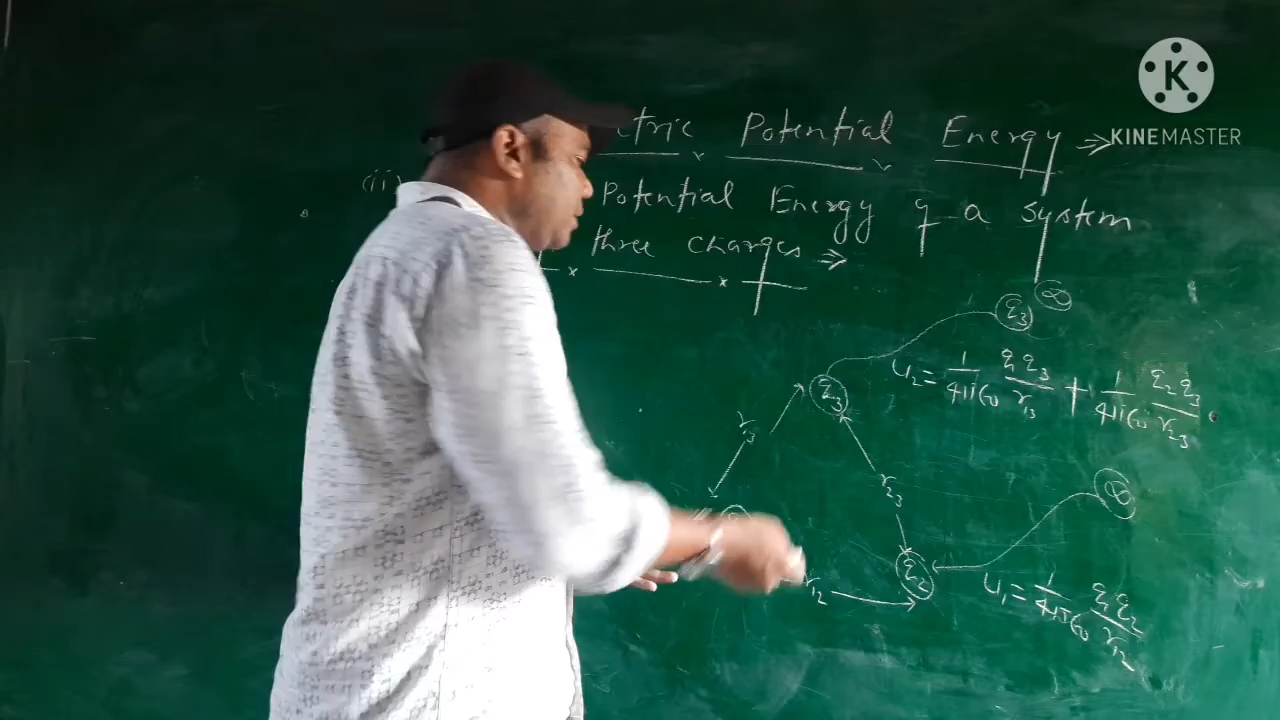 K
KINEMASTER
ctric Potential Energy ⇒
(ii) Potential Energy of a system
three charges ⇒
q₃ ∞
U₂ = 1/4πϵ₀ q₁q₃/r₁₃ + 1/4πϵ₀ q₂q₃/r₂₃
q₃
r₁₃
r₂₃
∞
q₂
r₁₂
U₁ = 1/4πϵ₀ q₁q₂/r₁₂